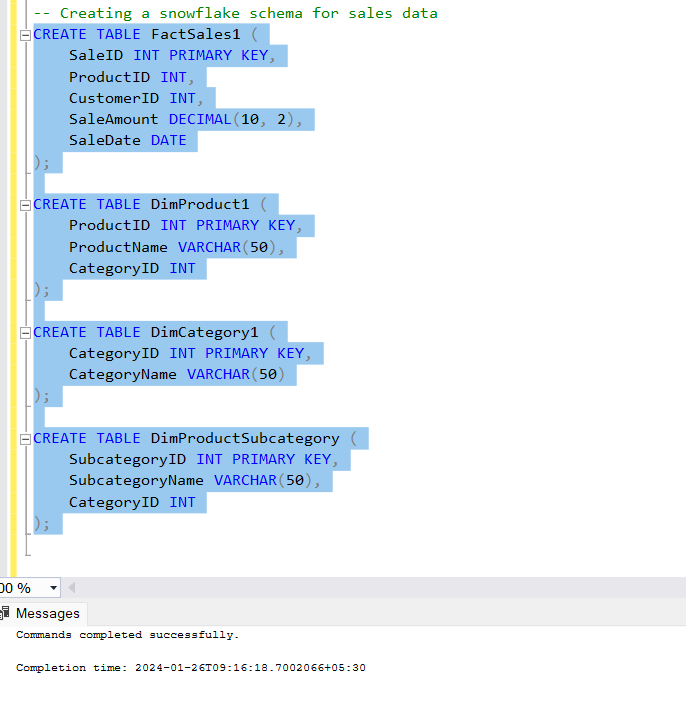 -- Creating a snowflake schema for sales data
CREATE TABLE FactSales1 (
    SaleID INT PRIMARY KEY,
    ProductID INT,
    CustomerID INT,
    SaleAmount DECIMAL(10, 2),
    SaleDate DATE
);
CREATE TABLE DimProduct1 (
    ProductID INT PRIMARY KEY,
    ProductName VARCHAR(50),
    CategoryID INT
);
CREATE TABLE DimCategory1 (
    CategoryID INT PRIMARY KEY,
    CategoryName VARCHAR(50)
);
CREATE TABLE DimProductSubcategory (
    SubcategoryID INT PRIMARY KEY,
    SubcategoryName VARCHAR(50),
    CategoryID INT
);
00 %
Messages
Commands completed successfully.
Completion time: 2024-01-26T09:16:18.7002066+05:30